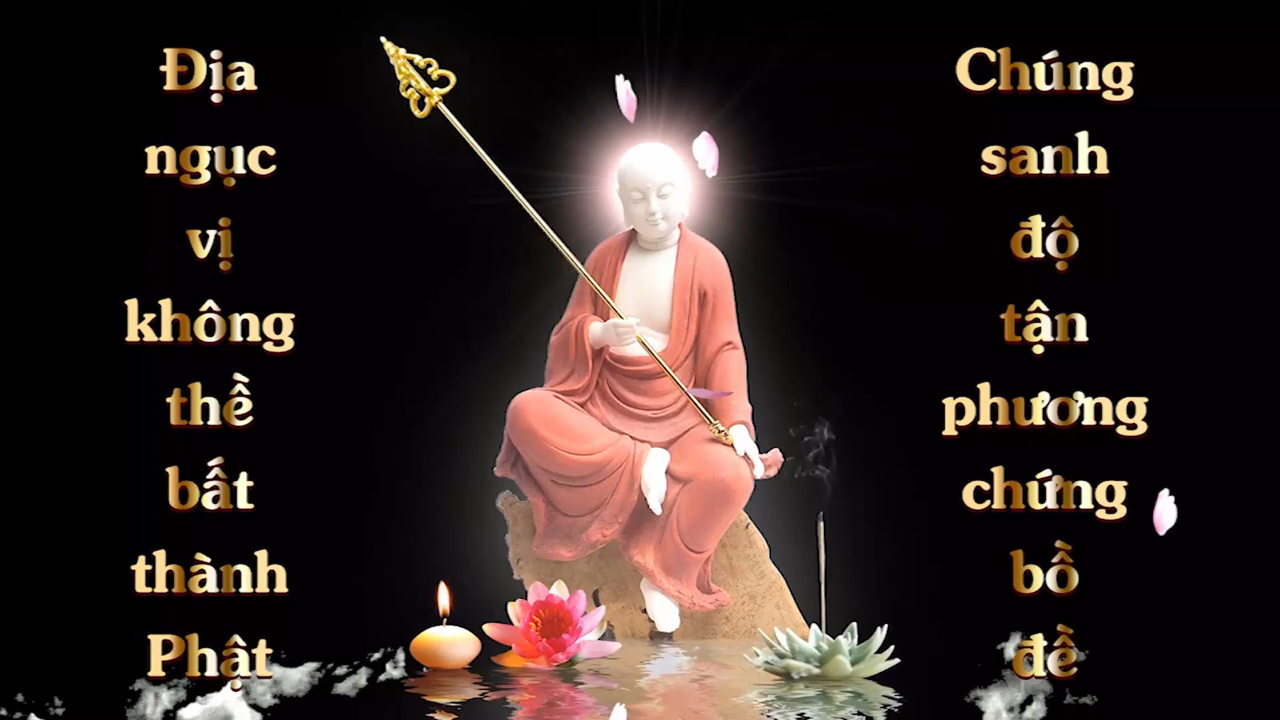 Địa
ngục
vị
không
thề
bất
thành
Phật
Chúng
sanh
độ
tận
phương
chứng
bồ
đề